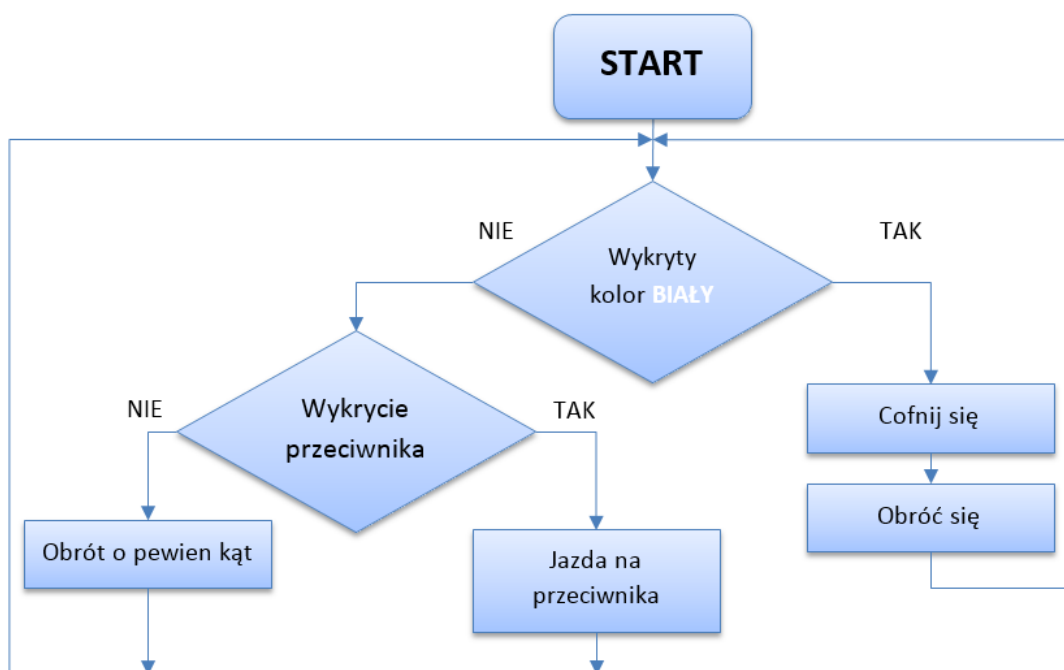 START
NIE
TAK
Wykryty
kolor BIAŁY
NIE
TAK
Wykrycie
przeciwnika
Cofnij się
Obróć się
Obrót o pewien kąt
Jazda na
przeciwnika